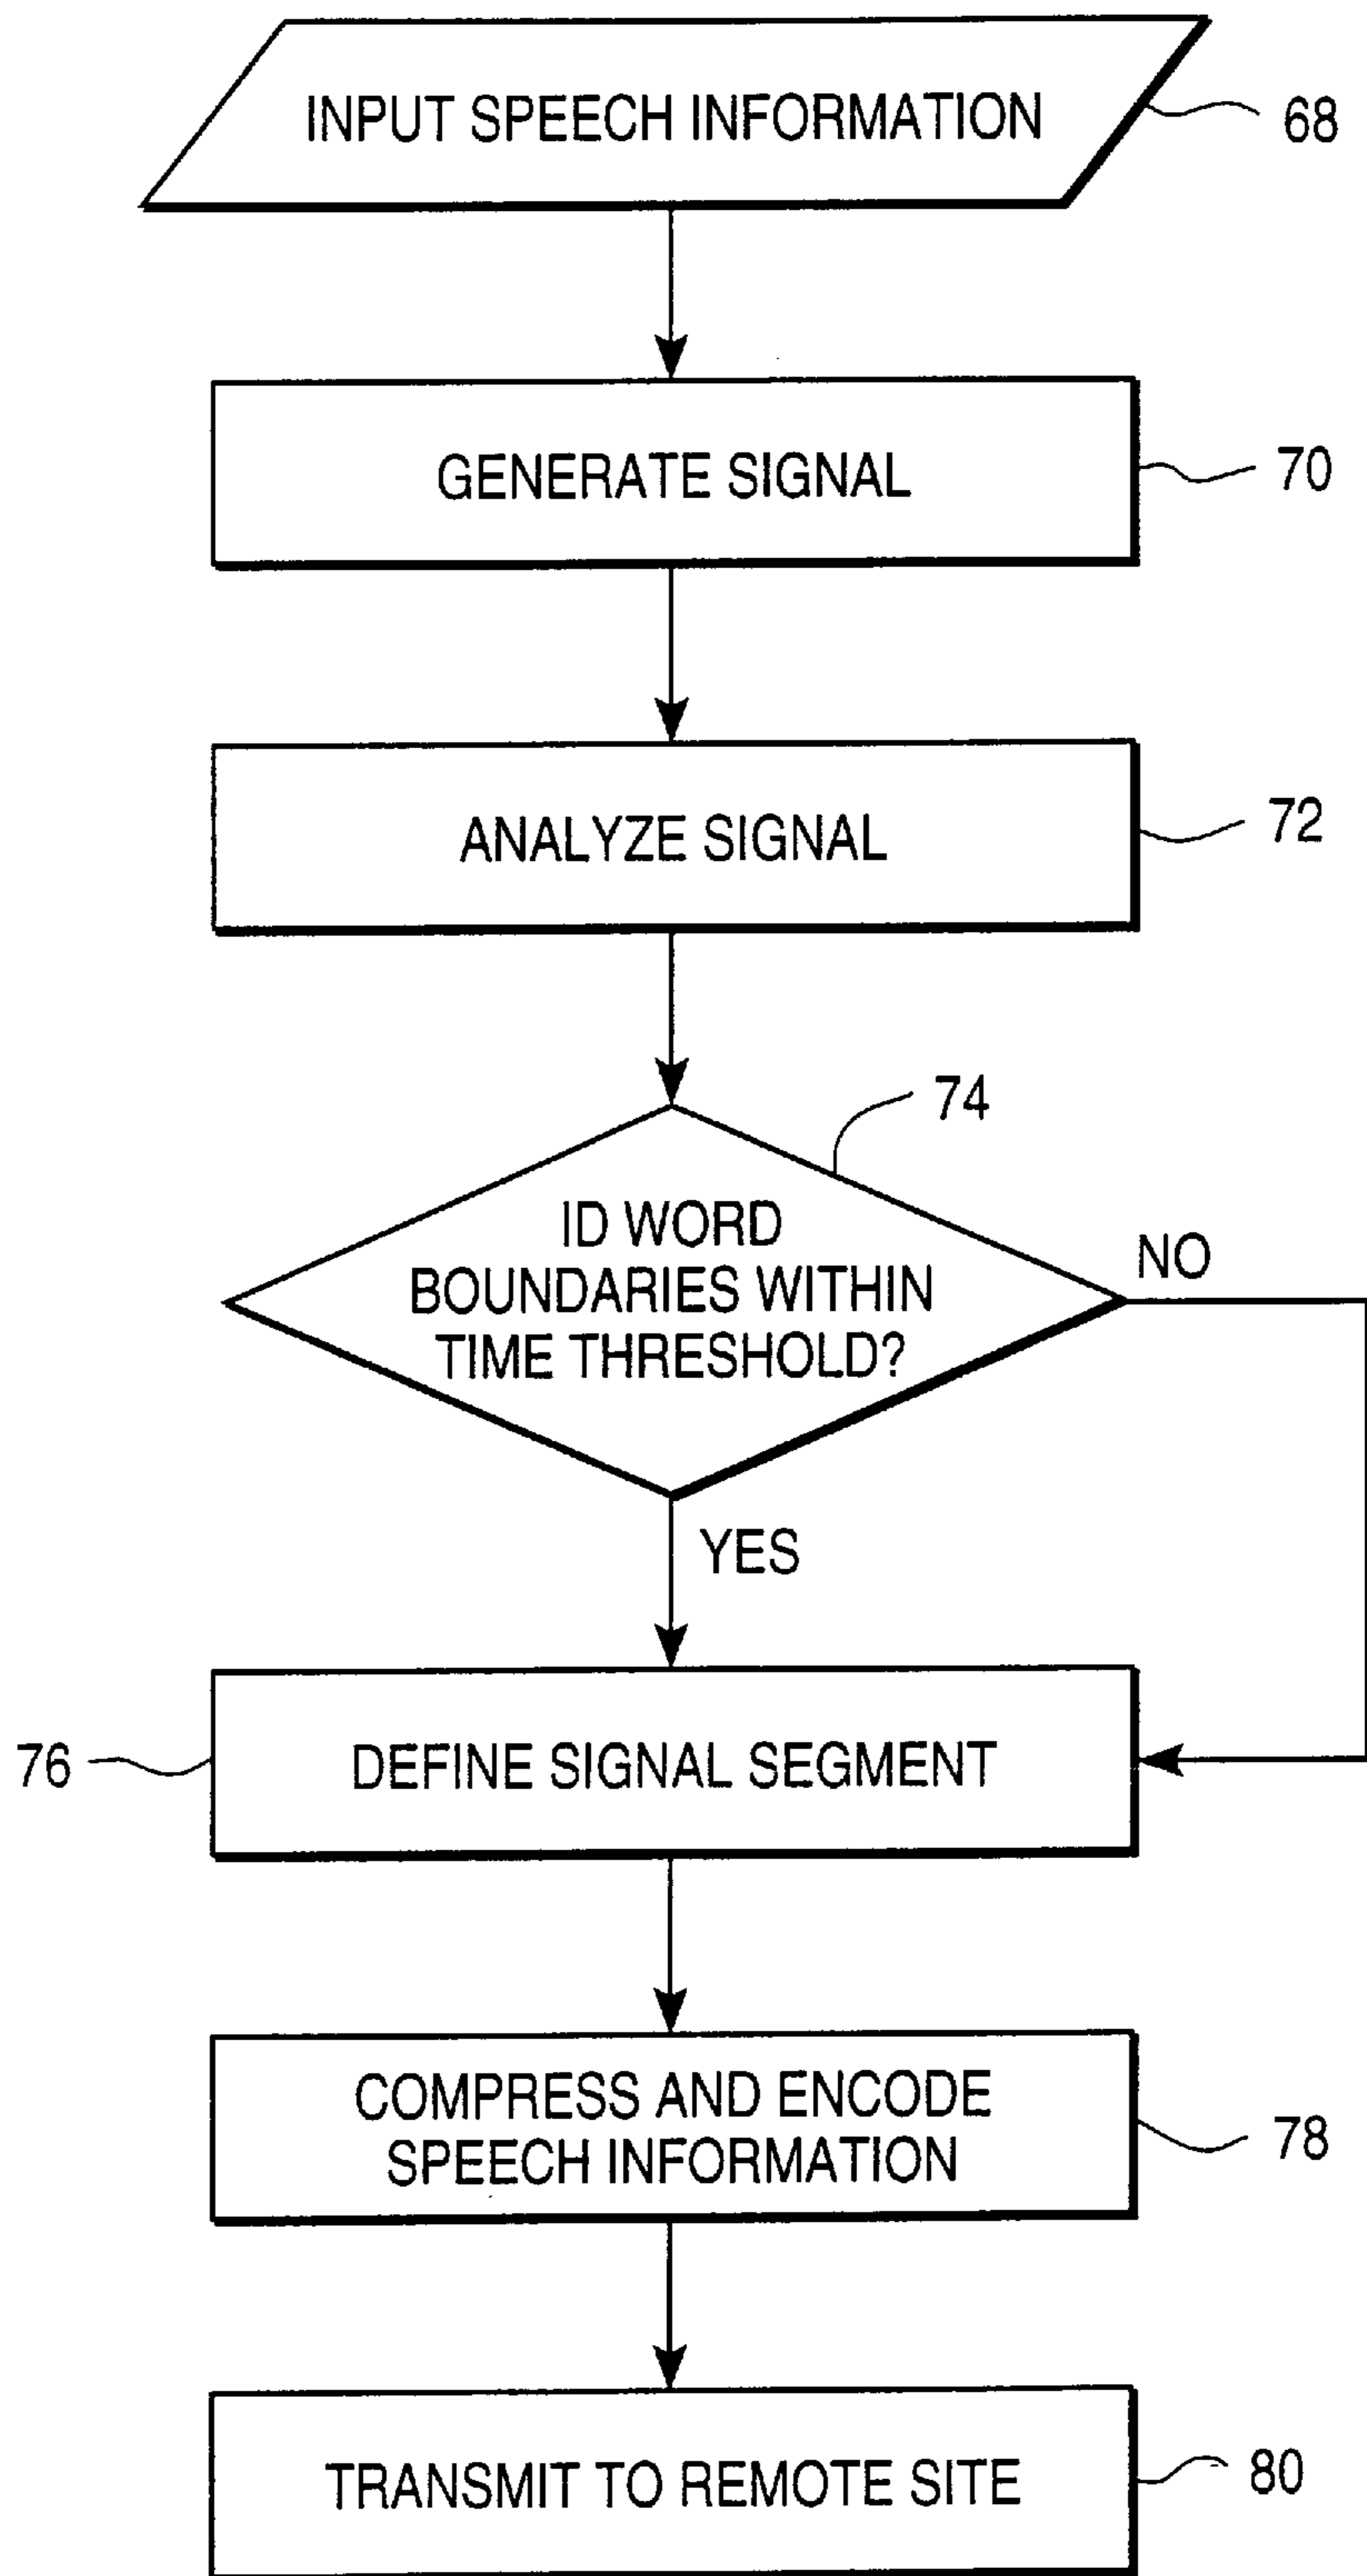 INPUT SPEECH INFORMATION
68
GENERATE SIGNAL
70
ANALYZE SIGNAL
72
74
ID WORD
BOUNDARIES WITHIN
TIME THRESHOLD?
NO
YES
76
DEFINE SIGNAL SEGMENT
COMPRESS AND ENCODE
SPEECH INFORMATION
78
TRANSMIT TO REMOTE SITE
80